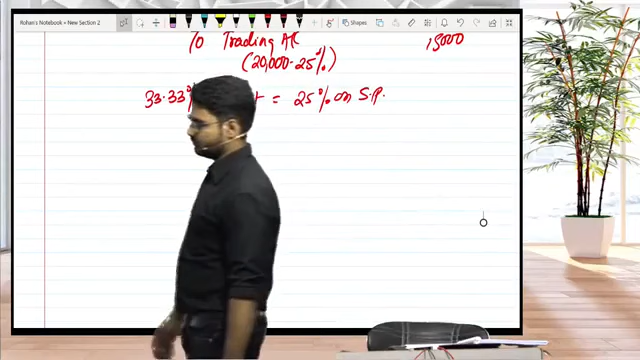 Rohan's Notebook » New Section 2
Shapes
To Trading A/c 15000
(20,000-25%)
33.33% = 25% on S.P.